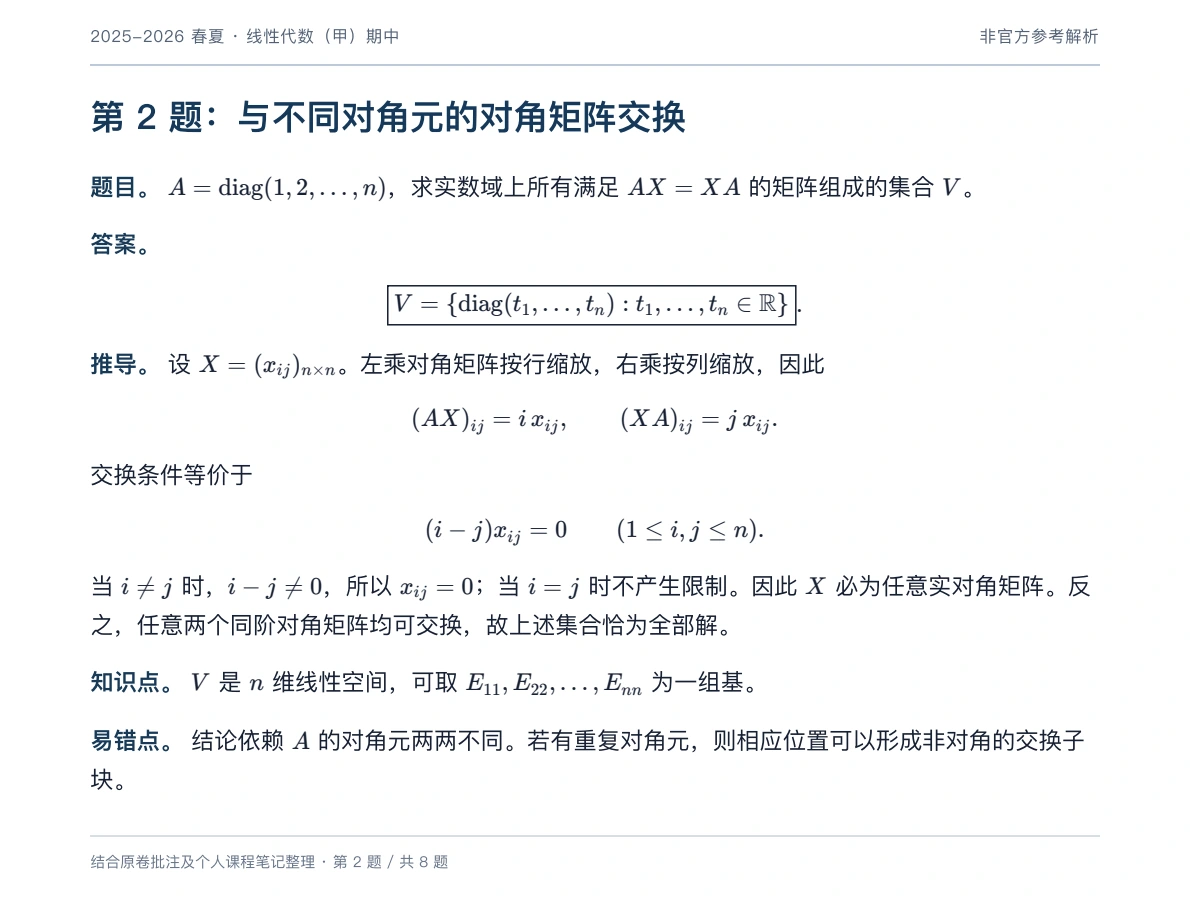 2025–2026 春夏 · 线性代数（甲）期中
非官方参考解析
第 2 题：与不同对角元的对角矩阵交换
题目。 A = diag(1, 2, . . . , n)，求实数域上所有满足 AX = XA 的矩阵组成的集合 V。
答案。
V = {diag(t₁, . . . , tₙ) : t₁, . . . , tₙ ∈ ℝ}.
推导。 设 X = (x_{ij})_{n×n}。左乘对角矩阵按行缩放，右乘按列缩放，因此
(AX)_{ij} = i x_{ij}, (XA)_{ij} = j x_{ij}.
交换条件等价于
(i − j)x_{ij} = 0 (1 ≤ i, j ≤ n).
当 i ≠ j 时，i − j ≠ 0，所以 x_{ij} = 0；当 i = j 时不产生限制。因此 X 必为任意实对角矩阵。反
之，任意两个同阶对角矩阵均可交换，故上述集合恰为全部解。
知识点。 V 是 n 维线性空间，可取 E₁₁, E₂₂, . . . , E_{nn} 为一组基。
易错点。 结论依赖 A 的对角元两两不同。若有重复对角元，则相应位置可以形成非对角的交换子
块。
结合原卷批注及个人课程笔记整理 · 第 2 题 / 共 8 题